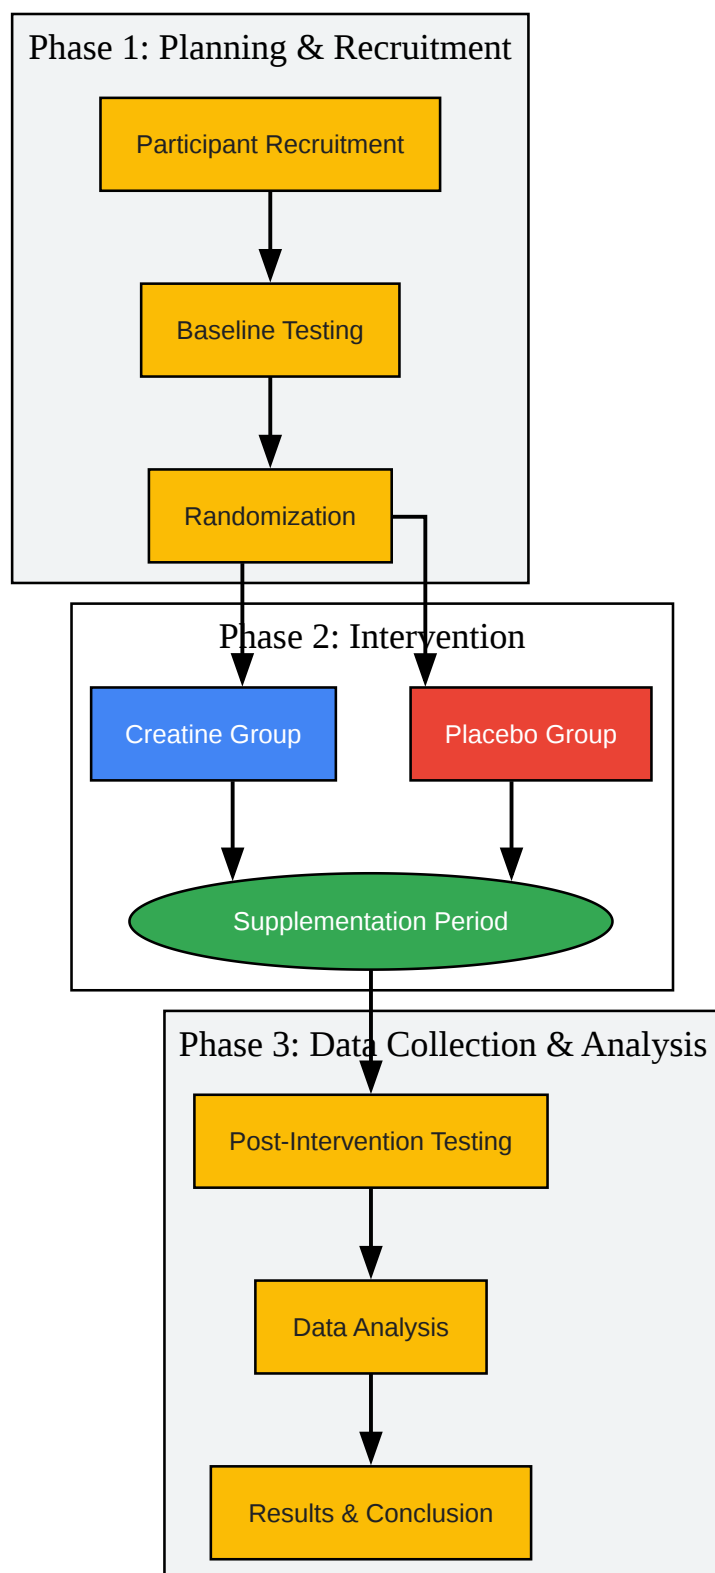 Phase 1: Planning & Recruitment
Participant Recruitment
Baseline Testing
Randomization
Phase 2: Intervention
Creatine Group
Placebo Group
Supplementation Period
Phase 3: Data Collection & Analysis
Post-Intervention Testing
Data Analysis
Results & Conclusion